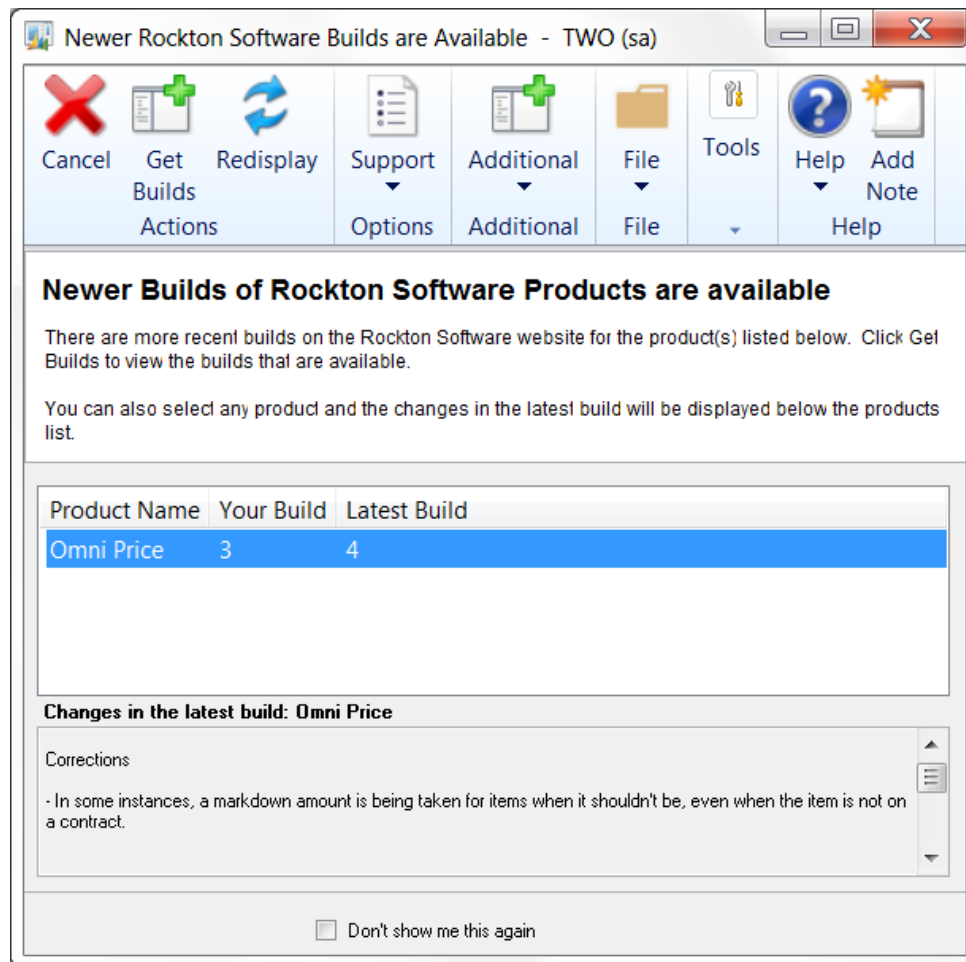 Newer Rockton Software Builds are Available - TWO (sa)
Cancel Get Builds Redisplay Support Additional File Tools Help Add Note
Actions Options Additional File Help
Newer Builds of Rockton Software Products are available
There are more recent builds on the Rockton Software website for the product(s) listed below. Click Get
Builds to view the builds that are available.
You can also select any product and the changes in the latest build will be displayed below the products
list.
Product Name Your Build Latest Build
Omni Price 3 4
Changes in the latest build: Omni Price
Corrections
- In some instances, a markdown amount is being taken for items when it shouldn't be, even when the item is not on
a contract.
Don't show me this again